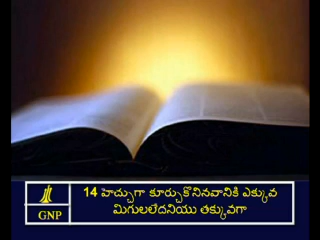 14 హెచ్చుగా కూర్చుకొనినవానికి ఎక్కువ
మిగులలేదనియు తక్కువగా
GNP